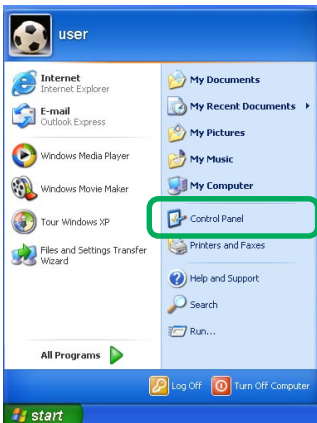 user
Internet
Internet Explorer
E-mail
Outlook Express
Windows Media Player
Windows Movie Maker
Tour Windows XP
Files and Settings Transfer
Wizard
All Programs
My Documents
My Recent Documents
My Pictures
My Music
My Computer
Control Panel
Printers and Faxes
Help and Support
Search
Run...
Log Off
Turn Off Computer
start